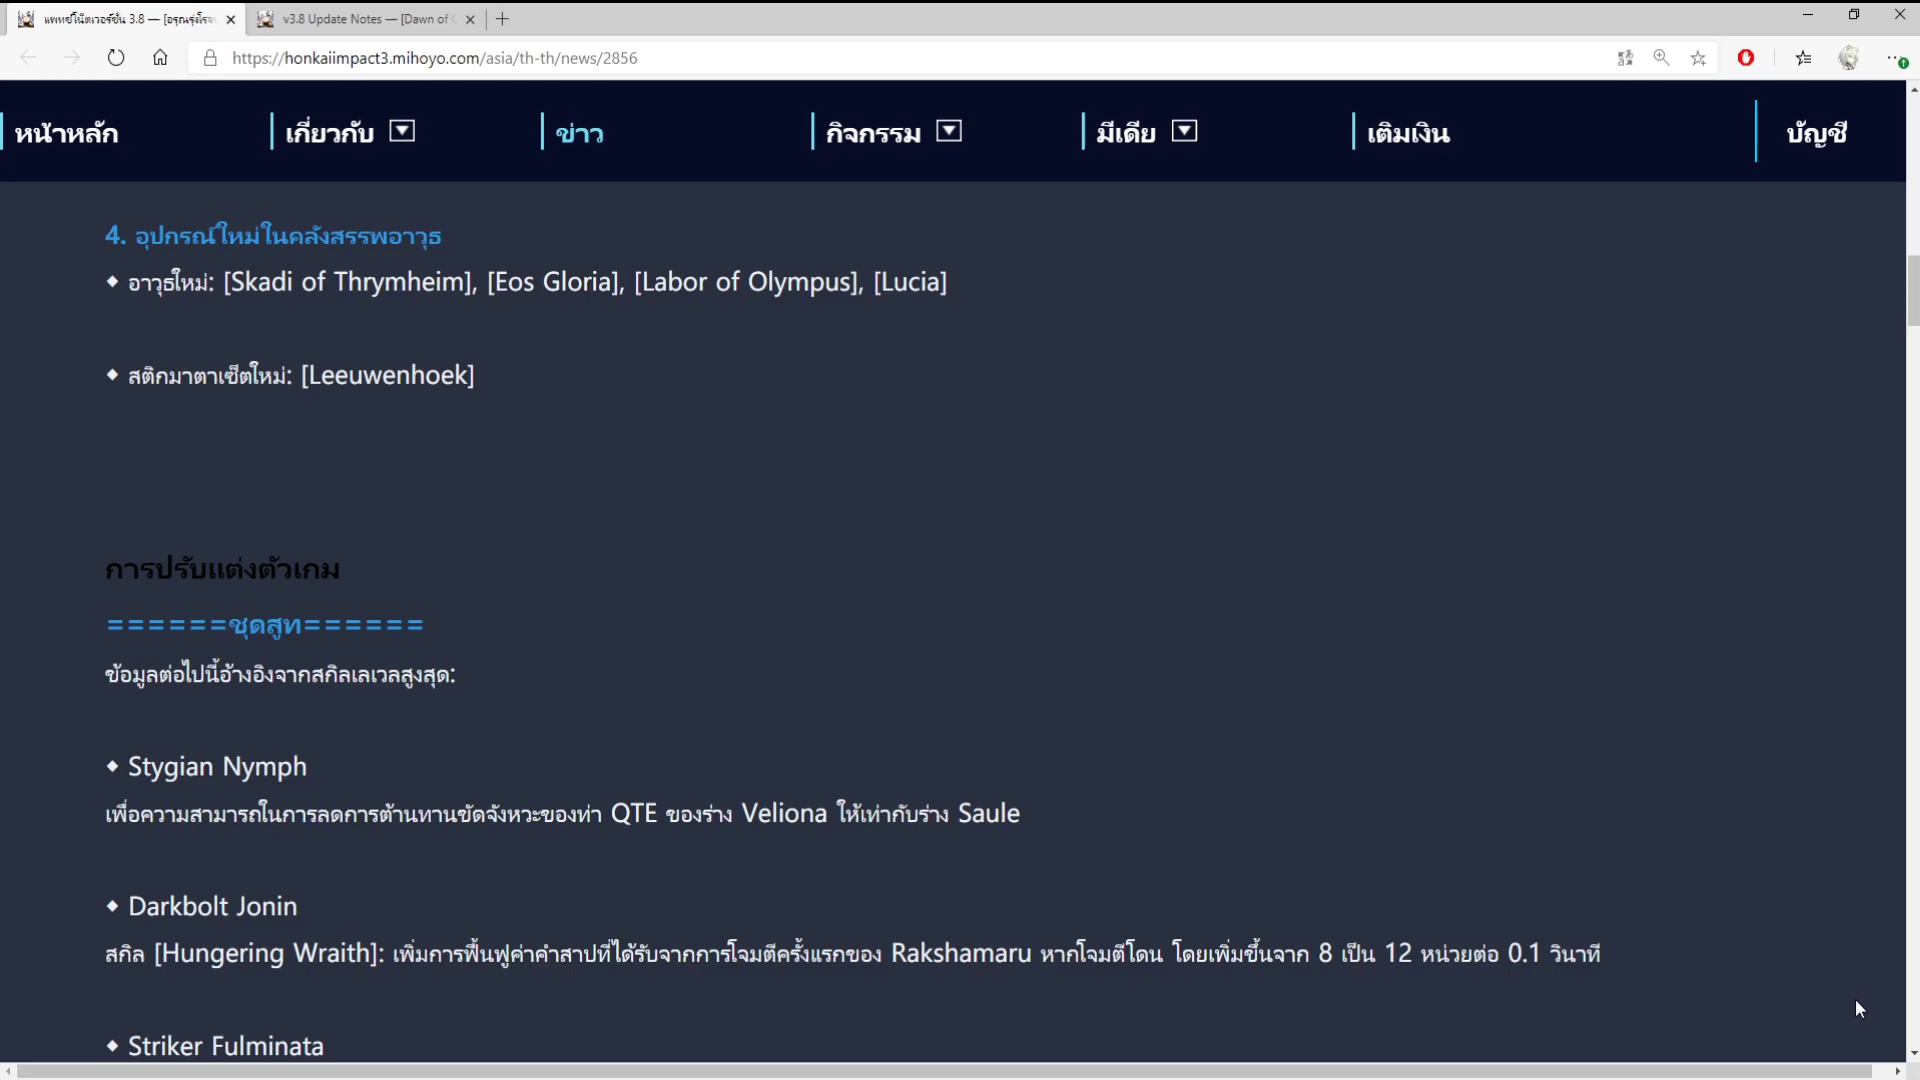 แพทช์โน๊ตเวอร์ชั่น 3.8 — [อรุณรุ่ง
v3.8 Update Notes — [Dawn of
https://honkaiimpact3.mihoyo.com/asia/th-th/news/2856
หน้าหลัก
เกี่ยวกับ
ข่าว
กิจกรรม
มีเดีย
เติมเงิน
บัญชี
4. อุปกรณ์ใหม่ในคลังสรรพอาวุธ
◆ อาวุธใหม่: [Skadi of Thrymheim], [Eos Gloria], [Labor of Olympus], [Lucia]
◆ สติกมาตาเซ็ตใหม่: [Leeuwenhoek]
การปรับแต่งตัวเกม
======ชุดสูท======
ข้อมูลต่อไปนี้อ้างอิงจากสกิลเลเวลสูงสุด:
◆ Stygian Nymph
เพื่อความสามารถในการลดการต้านทานขัดจังหวะของท่า QTE ของร่าง Veliona ให้เท่ากับร่าง Saule
◆ Darkbolt Jonin
สกิล [Hungering Wraith]: เพิ่มการฟื้นฟูค่าคำสาปที่ได้รับจากการโจมตีครั้งแรกของ Rakshamaru หากโจมตีโดน โดยเพิ่มขึ้นจาก 8 เป็น 12 หน่วยต่อ 0.1 วินาที
◆ Striker Fulminata